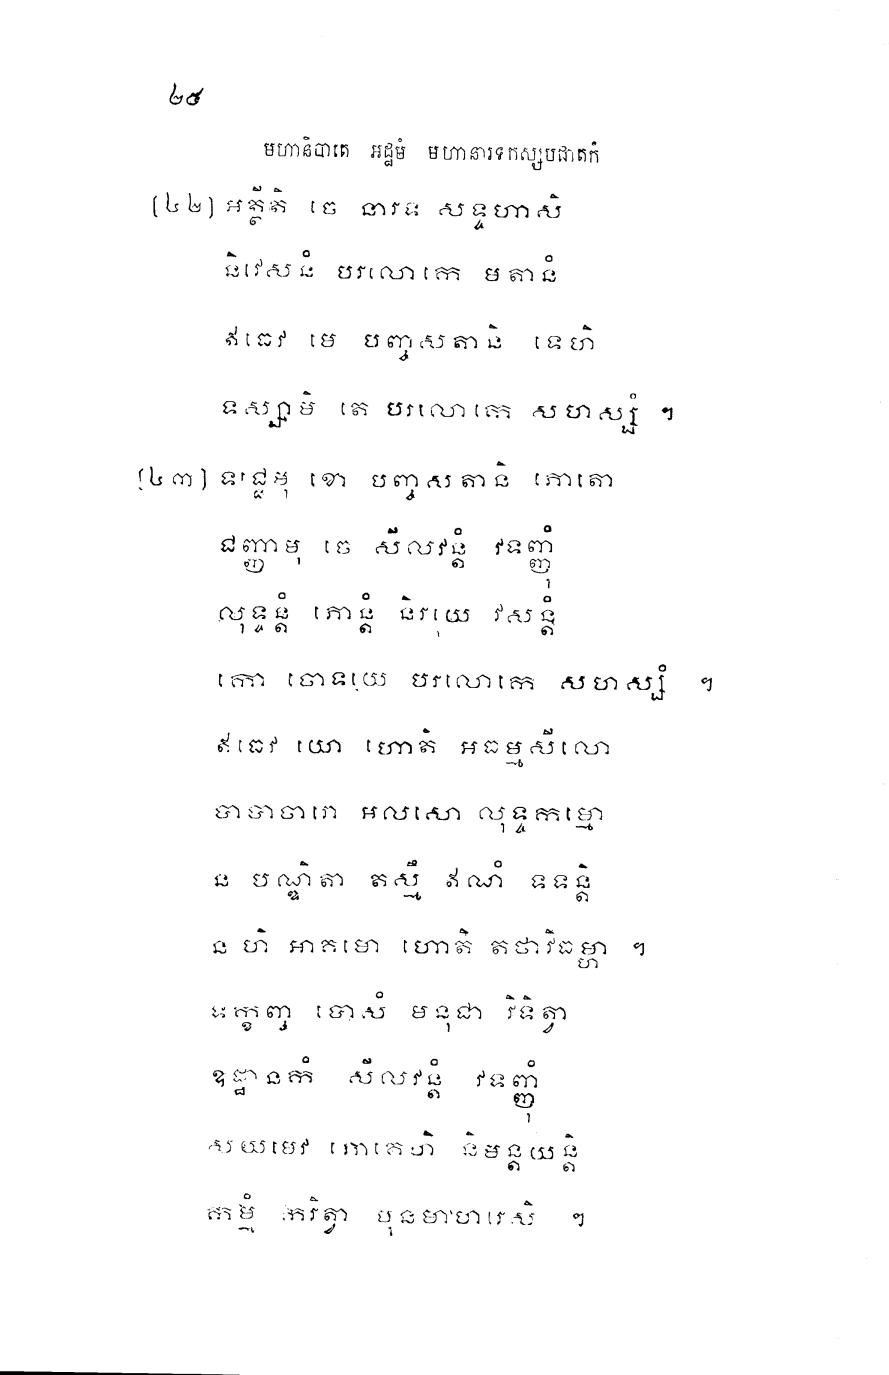 ២៥
មហានិបាតេ អដ្ឋមំ មហានារទកស្សបជាតកំ
(៤២) អត្ថីតិ ចេ នារទ សទ្ទហាសិ
និវេសនំ បរលោកេ មតានំ
ឥធេវ មេ បញ្ចសតានិ ទេហិ
ទស្សាមិ តេ បរលោកេ សហស្សំ ។
(៤៣) ទជ្ជេមុ ខោ បញ្ចសតានិ ភោតោ
ជញ្ញាមុ ចេ សីលវន្តំ វទញ្ញុំ
លុទ្ទន្តំ ភោន្តំ និរយេ វសន្តំ
កោ ចោទយេ បរលោកេ សហស្សំ ។
ឥធេវ យោ ហោតិ អធម្មសីលោ
បាបាចារោ អលសោ លុទ្ទកម្មោ
ន បណ្ឌិតា តស្មឹ ឥណំ ទទន្តិ
ន ហិ អាគមោ ហោតិ តថាវិធម្ហា ។
ទក្ខញ្ច បោសំ មនុជា វិទិត្វា
ឧដ្ឋានកំ សីលវន្តំ វទញ្ញុំ
សយមេវ ភោគេហិ និមន្តយន្តិ
កម្មំ ករិត្វា បុនមាហរេសិ ។